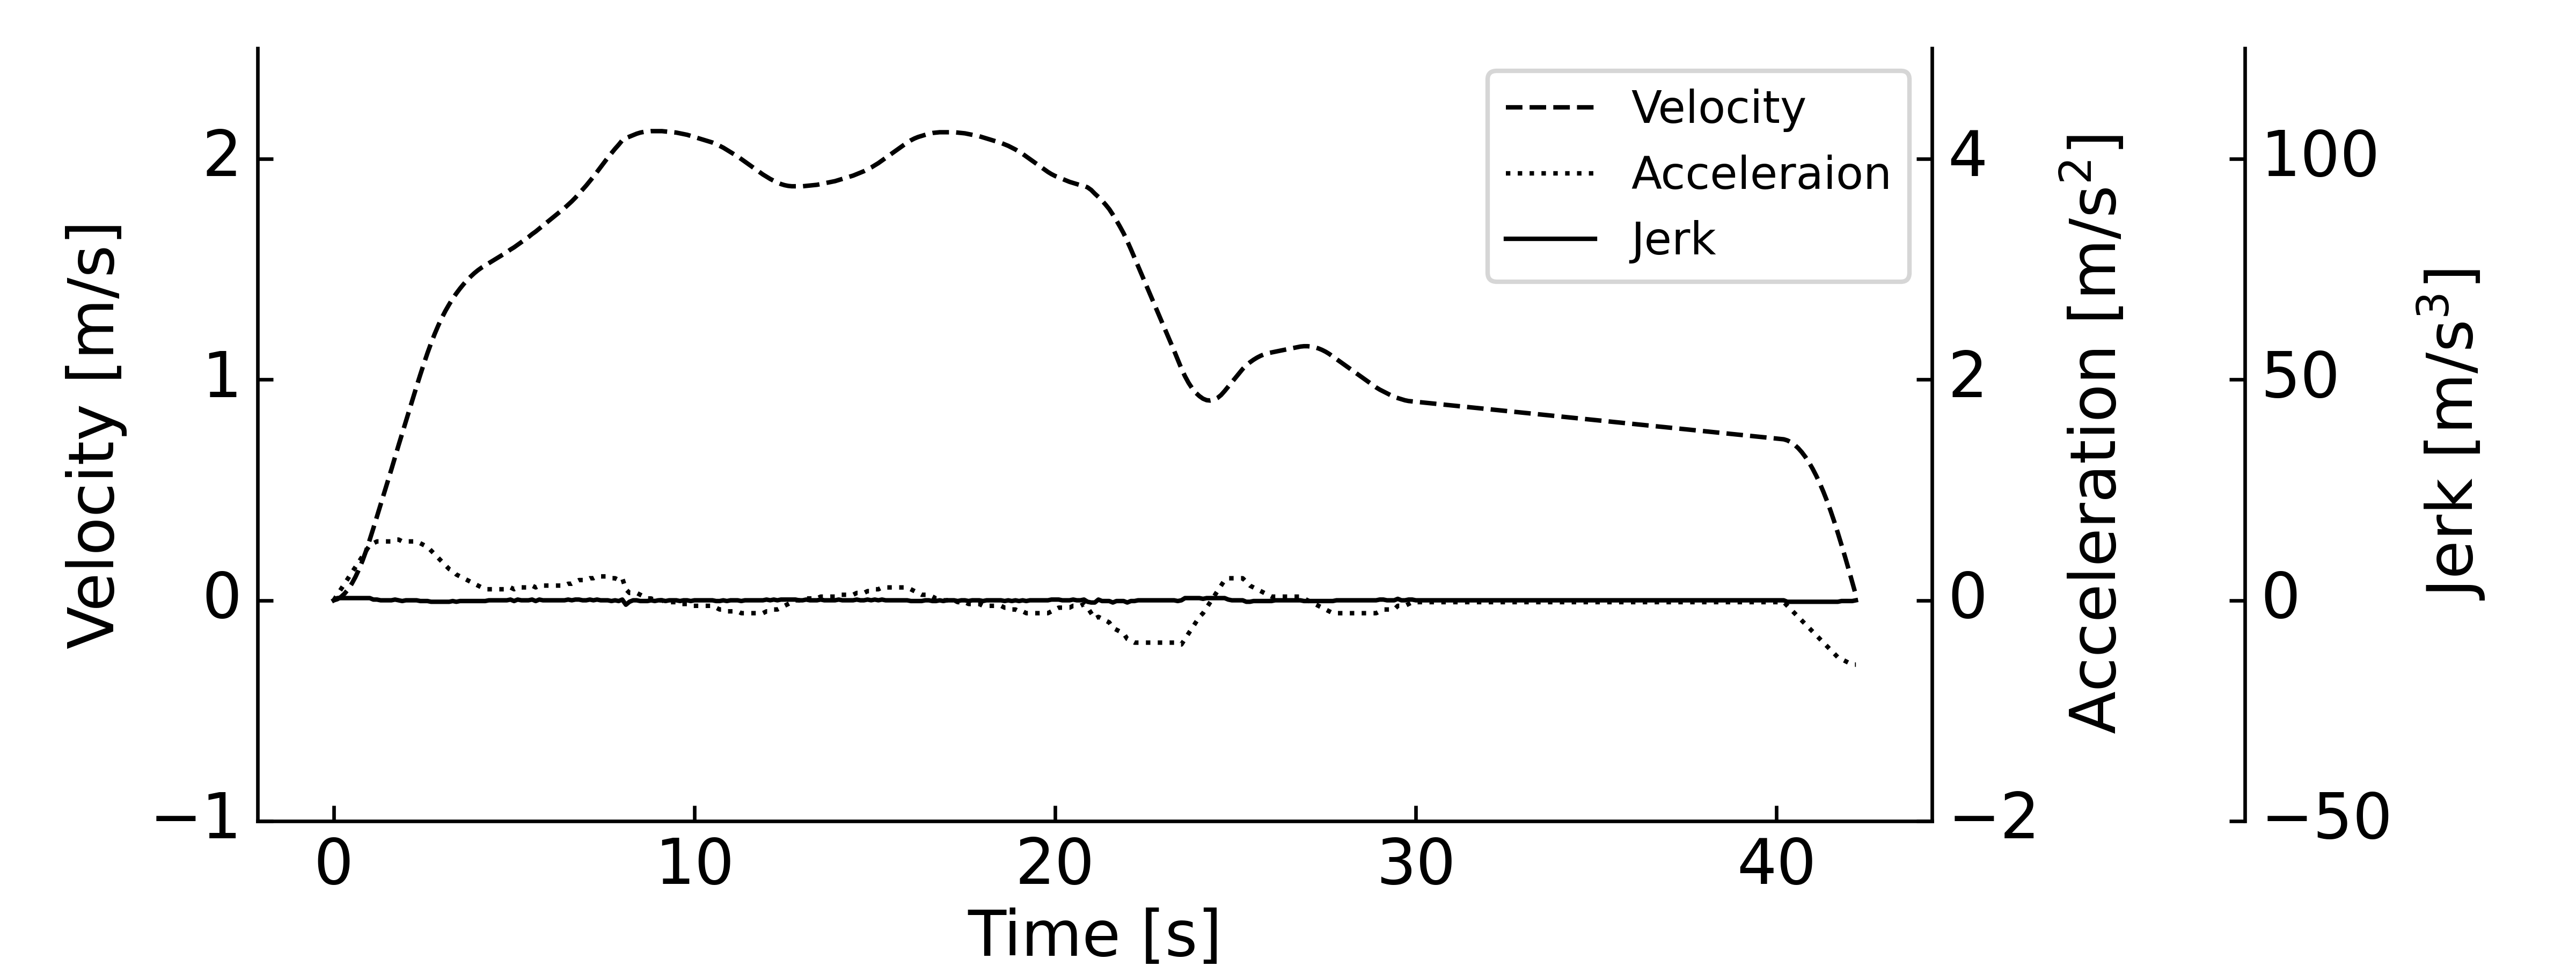 Velocity [m/s]
2
1
0
−1
0 10 20 30 40
Time [s]
Velocity
Acceleraion
Jerk
4
2
0
−2
Acceleration [m/s²]
100
50
0
−50
Jerk [m/s³]